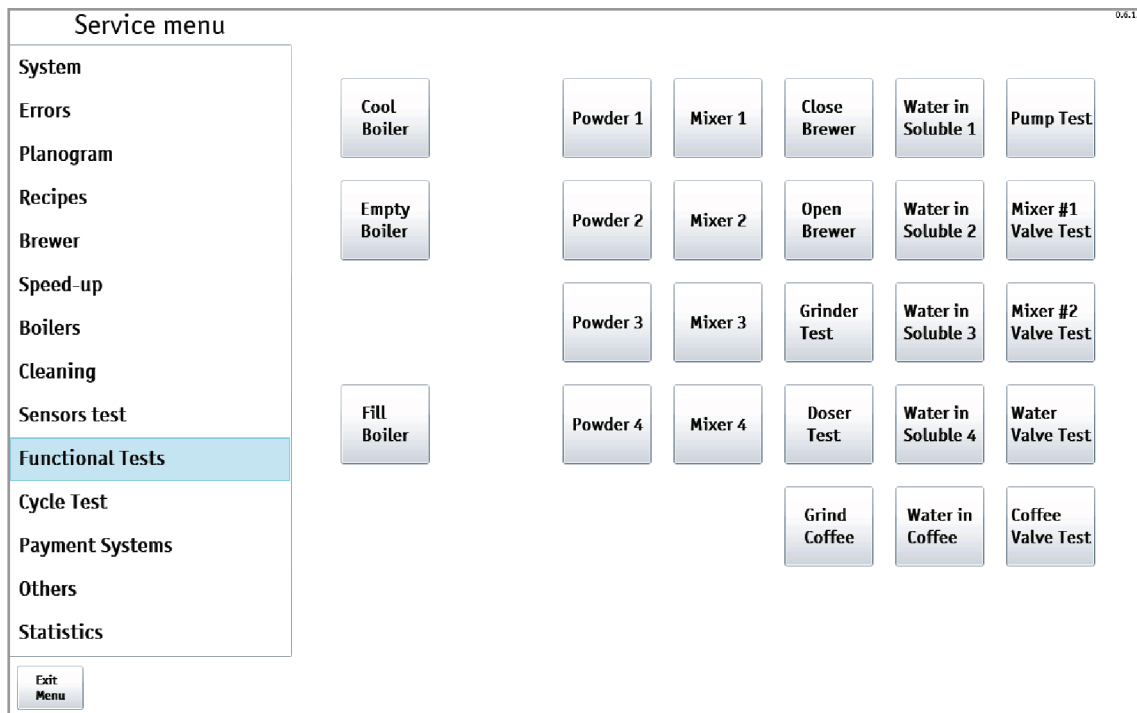 Service menu
0.6.1
System
Errors
Planogram
Recipes
Brewer
Speed-up
Boilers
Cleaning
Sensors test
Functional Tests
Cycle Test
Payment Systems
Others
Statistics
Exit
Menu
Cool
Boiler
Powder 1
Mixer 1
Close
Brewer
Water in
Soluble 1
Pump Test
Empty
Boiler
Powder 2
Mixer 2
Open
Brewer
Water in
Soluble 2
Mixer #1
Valve Test
Powder 3
Mixer 3
Grinder
Test
Water in
Soluble 3
Mixer #2
Valve Test
Fill
Boiler
Powder 4
Mixer 4
Doser
Test
Water in
Soluble 4
Water
Valve Test
Grind
Coffee
Water in
Coffee
Coffee
Valve Test